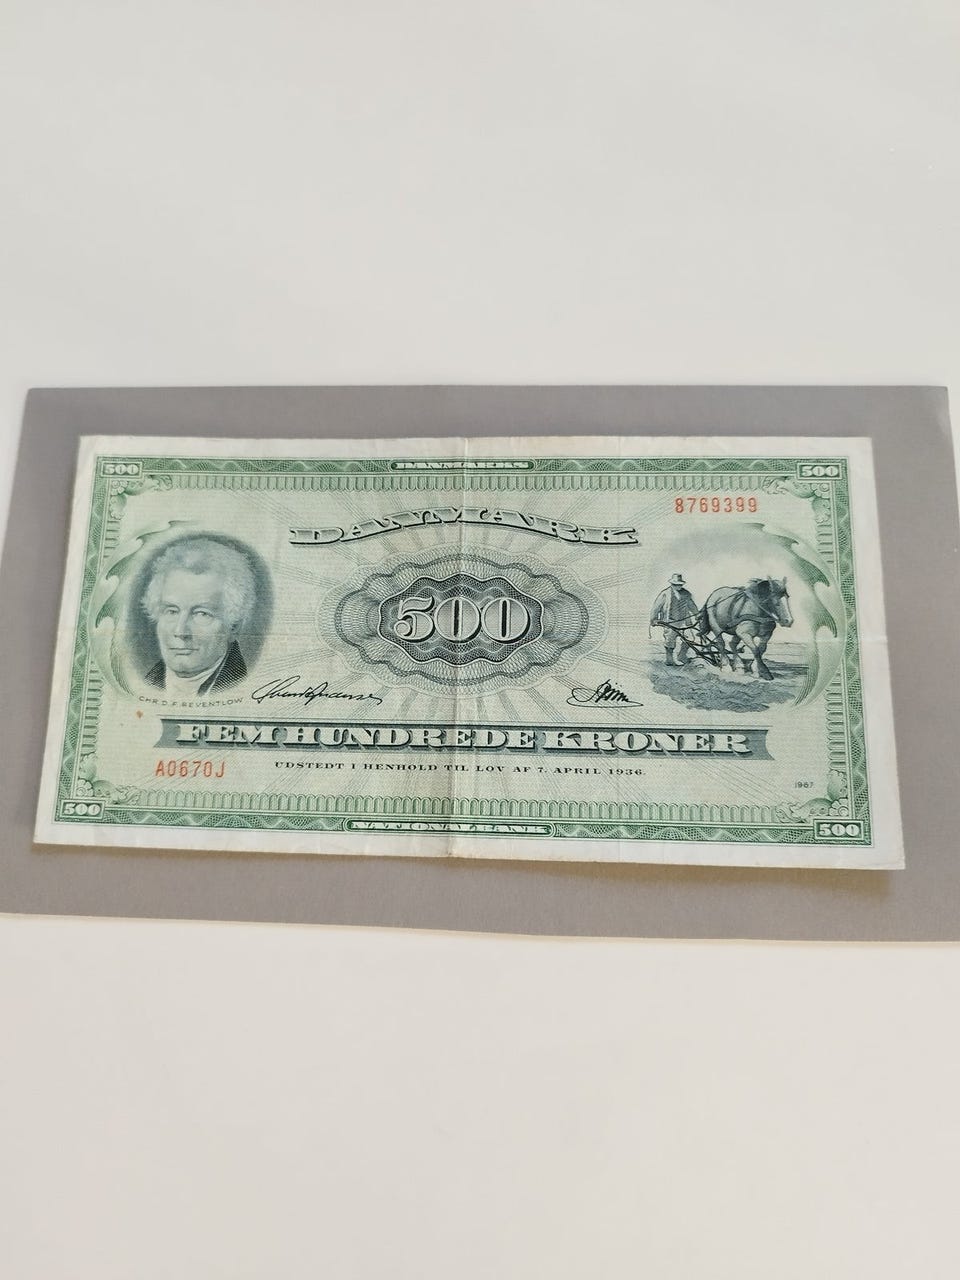 500 DANMARKS 500
8769399
DANMARK
500
CHR.D.F.REVENTLOW
FEM HUNDREDE KRONER
A0670J
UDSTEDT I HENHOLD TIL LOV AF 7. APRIL 1936.
1967
500 NATIONALBANK 500